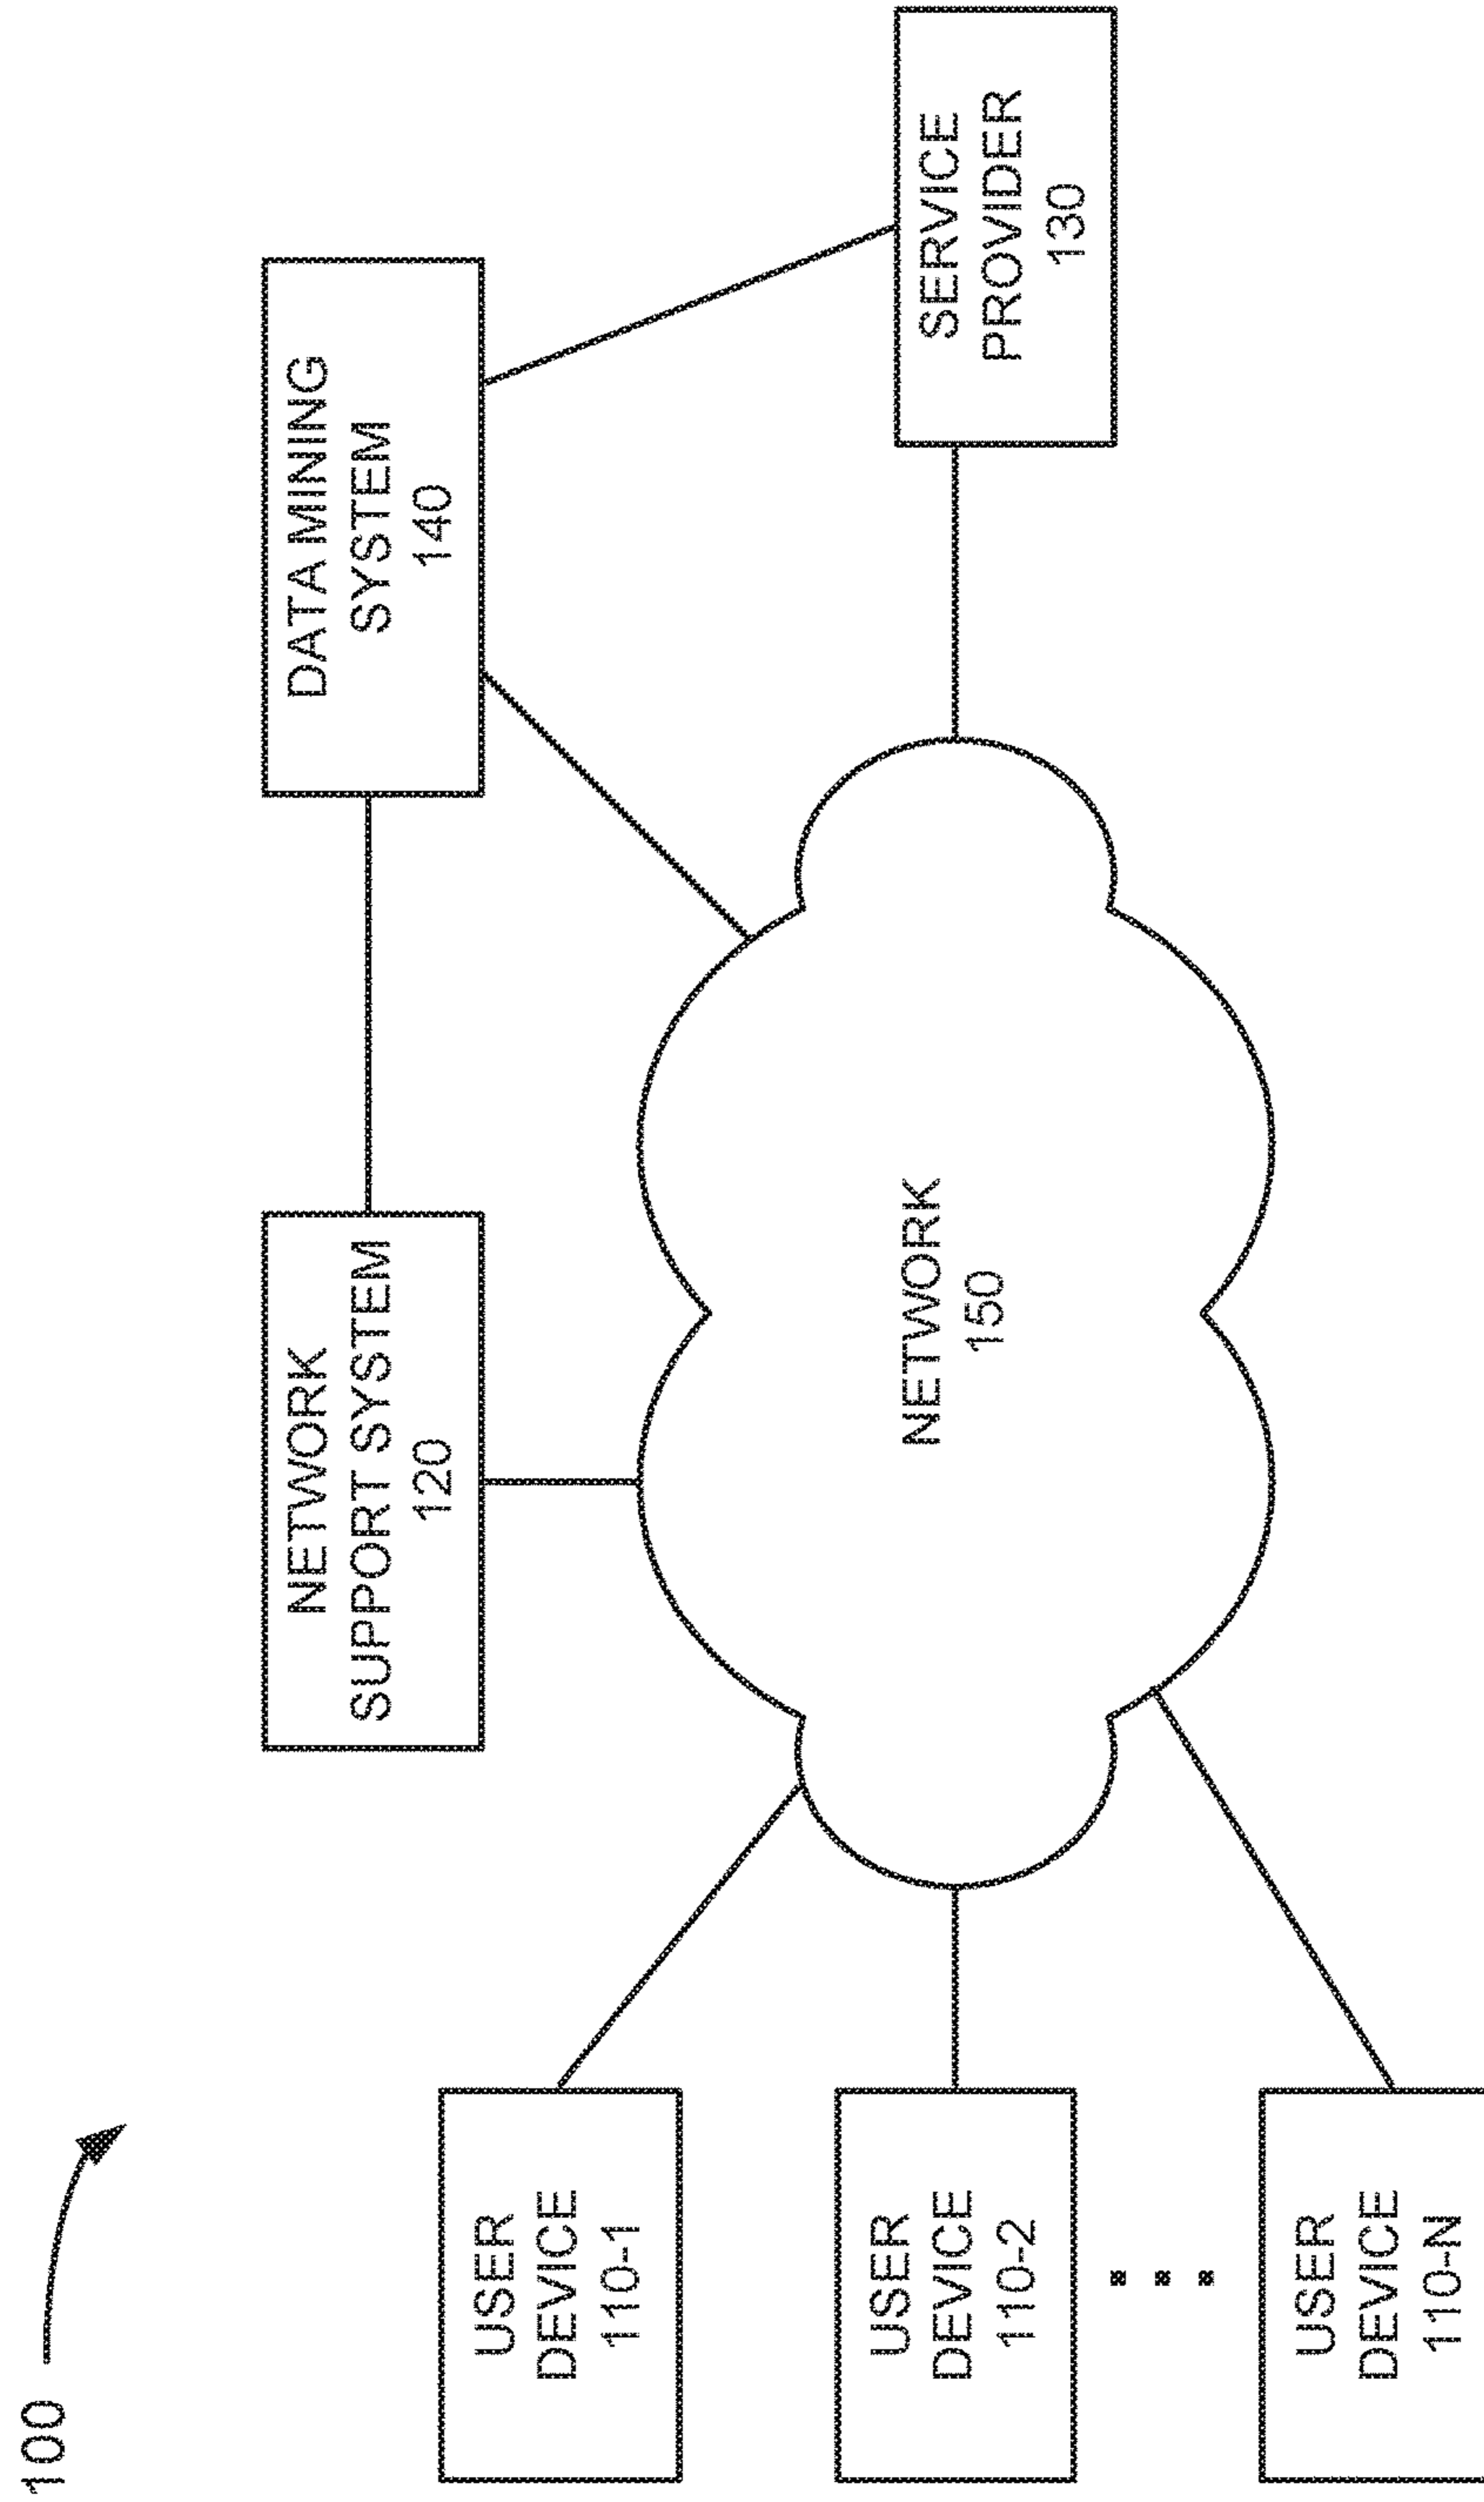 100
NETWORK
SUPPORT SYSTEM
120
DATA MINING
SYSTEM
140
USER
DEVICE
110-1
USER
DEVICE
110-2
USER
DEVICE
110-N
NETWORK
150
SERVICE
PROVIDER
130